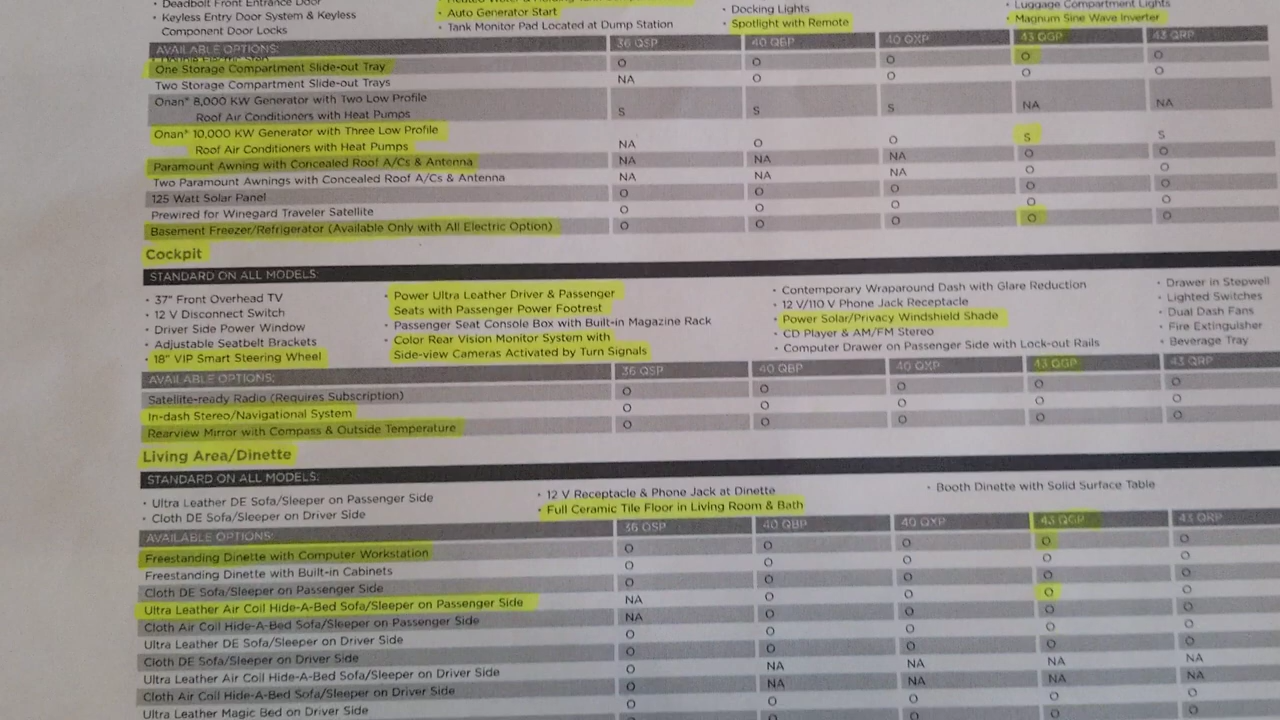 • Deadbolt Front Entrance Door
• Keyless Entry Door System & Keyless
Component Door Locks
• Auto Generator Start
• Tank Monitor Pad Located at Dump Station
• Docking Lights
• Spotlight with Remote
• Luggage Compartment Lights
• Magnum Sine Wave Inverter
AVAILABLE OPTIONS: 36 QSP 40 QBP 40 QXP 43 QGP 43 QRP
One Storage Compartment Slide-out Tray O O O O O
Two Storage Compartment Slide-out Trays NA O O O O
Onan® 8,000 KW Generator with Two Low Profile
Roof Air Conditioners with Heat Pumps S S S NA NA
Onan® 10,000 KW Generator with Three Low Profile
Roof Air Conditioners with Heat Pumps NA O O S S
Paramount Awning with Concealed Roof A/Cs & Antenna NA NA NA O O
Two Paramount Awnings with Concealed Roof A/Cs & Antenna NA NA NA O O
125 Watt Solar Panel O O O O O
Prewired for Winegard Traveler Satellite O O O O O
Basement Freezer/Refrigerator (Available Only with All Electric Option) O O O O O
Cockpit
STANDARD ON ALL MODELS:
• 37" Front Overhead TV
• 12 V Disconnect Switch
• Driver Side Power Window
• Adjustable Seatbelt Brackets
• 18" VIP Smart Steering Wheel
• Power Ultra Leather Driver & Passenger
Seats with Passenger Power Footrest
• Passenger Seat Console Box with Built-in Magazine Rack
• Color Rear Vision Monitor System with
Side-view Cameras Activated by Turn Signals
• Contemporary Wraparound Dash with Glare Reduction
• 12 V/110 V Phone Jack Receptacle
• Power Solar/Privacy Windshield Shade
• CD Player & AM/FM Stereo
• Computer Drawer on Passenger Side with Lock-out Rails
• Drawer in Stepwell
• Lighted Switches
• Dual Dash Fans
• Fire Extinguisher
• Beverage Tray
AVAILABLE OPTIONS: 36 QSP 40 QBP 40 QXP 43 QGP 43 QRP
Satellite-ready Radio (Requires Subscription) O O O O O
In-dash Stereo/Navigational System O O O O O
Rearview Mirror with Compass & Outside Temperature O O O O O
Living Area/Dinette
STANDARD ON ALL MODELS:
• Ultra Leather DE Sofa/Sleeper on Passenger Side
• Cloth DE Sofa/Sleeper on Driver Side
• 12 V Receptacle & Phone Jack at Dinette
• Full Ceramic Tile Floor in Living Room & Bath
• Booth Dinette with Solid Surface Table
AVAILABLE OPTIONS: 36 QSP 40 QBP 40 QXP 43 QGP 43 QRP
Freestanding Dinette with Computer Workstation O O O O O
Freestanding Dinette with Built-in Cabinets O O O O O
Cloth DE Sofa/Sleeper on Passenger Side O O O O O
Ultra Leather Air Coil Hide-A-Bed Sofa/Sleeper on Passenger Side NA O O O O
Cloth Air Coil Hide-A-Bed Sofa/Sleeper on Passenger Side NA O O O O
Ultra Leather DE Sofa/Sleeper on Driver Side O O O O O
Cloth DE Sofa/Sleeper on Driver Side O O O O O
Ultra Leather Air Coil Hide-A-Bed Sofa/Sleeper on Driver Side O NA NA NA NA
Cloth Air Coil Hide-A-Bed Sofa/Sleeper on Driver Side O NA NA NA NA
Ultra Leather Magic Bed on Driver Side O O O O O